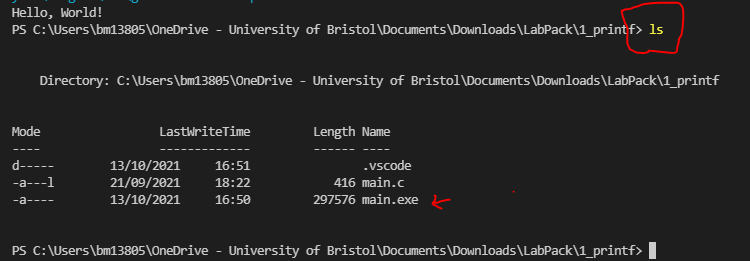 Hello, World!
PS C:\Users\bm13805\OneDrive - University of Bristol\Documents\Downloads\LabPack\1_printf> ls
Directory: C:\Users\bm13805\OneDrive - University of Bristol\Documents\Downloads\LabPack\1_printf
Mode LastWriteTime Length Name
---- ------------- ------ ----
d----- 13/10/2021 16:51 .vscode
-a---l 21/09/2021 18:22 416 main.c
-a---- 13/10/2021 16:50 297576 main.exe
PS C:\Users\bm13805\OneDrive - University of Bristol\Documents\Downloads\LabPack\1_printf>